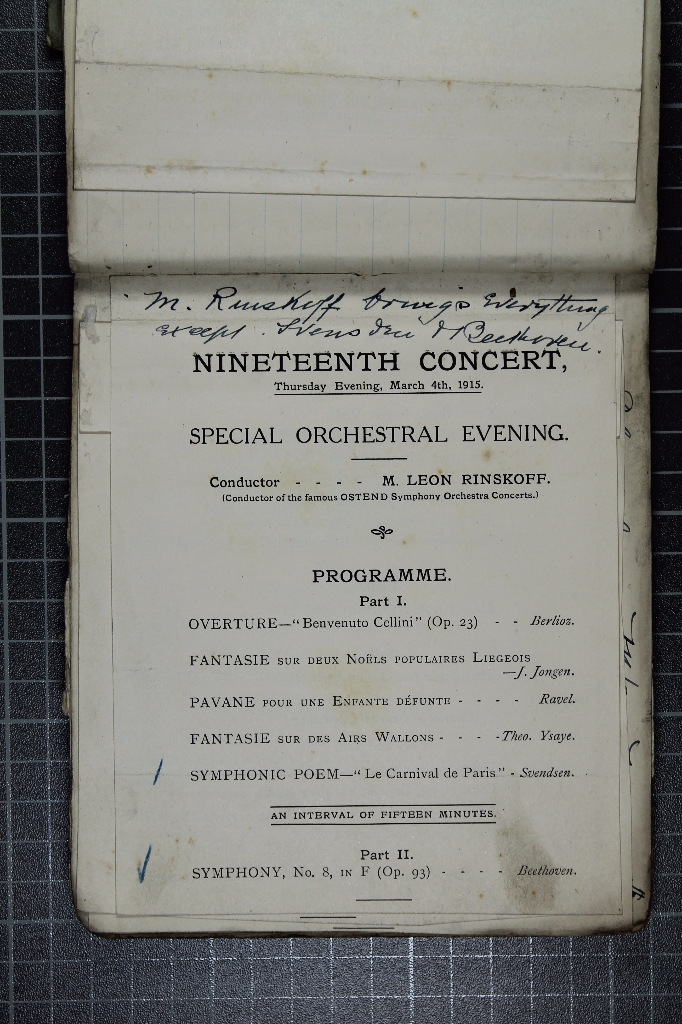 M. Rinskoff brings Everything
except Svensden & Beethoven.
NINETEENTH CONCERT,
Thursday Evening, March 4th, 1915.
SPECIAL ORCHESTRAL EVENING.
Conductor - - - - M. LEON RINSKOFF.
(Conductor of the famous OSTEND Symphony Orchestra Concerts.)
PROGRAMME.
Part I.
OVERTURE—"Benvenuto Cellini" (Op. 23) - - Berlioz.
FANTASIE SUR DEUX NOËLS POPULAIRES LIEGEOIS
—J. Jongen.
PAVANE POUR UNE ENFANTE DÉFUNTE - - - - Ravel.
FANTASIE SUR DES AIRS WALLONS - - - Theo. Ysaye.
SYMPHONIC POEM—"Le Carnival de Paris" - Svendsen.
AN INTERVAL OF FIFTEEN MINUTES.
Part II.
SYMPHONY, No. 8, IN F (Op. 93) - - - - Beethoven.